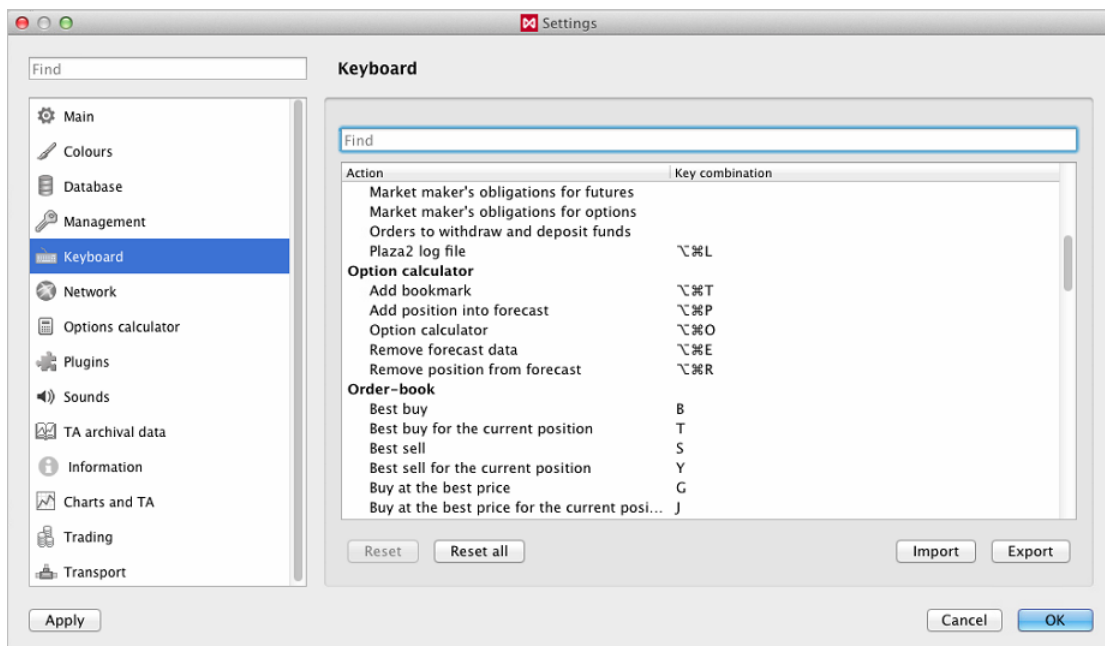 Settings
Find
Main
Colours
Database
Management
Keyboard
Network
Options calculator
Plugins
Sounds
TA archival data
Information
Charts and TA
Trading
Transport
Keyboard
Find
Action Key combination
Market maker's obligations for futures
Market maker's obligations for options
Orders to withdraw and deposit funds
Plaza2 log file ⌥⌘L
Option calculator
Add bookmark ⌥⌘T
Add position into forecast ⌥⌘P
Option calculator ⌥⌘O
Remove forecast data ⌥⌘E
Remove position from forecast ⌥⌘R
Order-book
Best buy B
Best buy for the current position T
Best sell S
Best sell for the current position Y
Buy at the best price G
Buy at the best price for the current posi... J
Reset Reset all Import Export
Apply Cancel OK